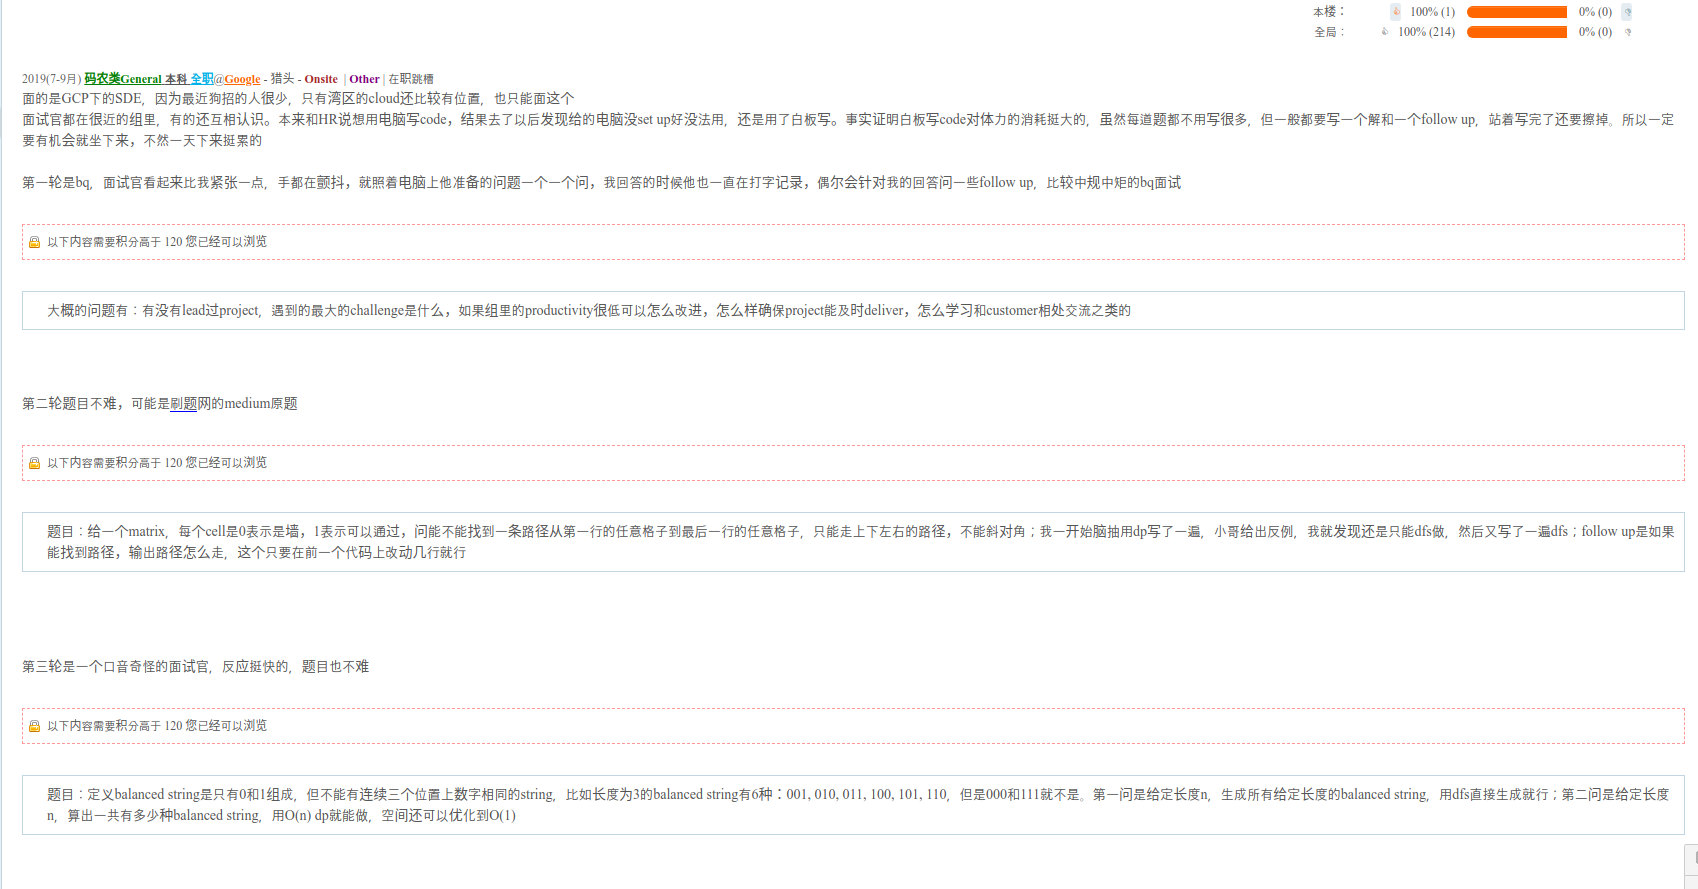 本楼： 100% (1) 0% (0)
全局： 100% (214) 0% (0)
2019(7-9月) 码农类General 本科 全职@Google - 猎头 - Onsite | Other | 在职跳槽
面的是GCP下的SDE，因为最近狗招的人很少，只有湾区的cloud还比较有位置，也只能面这个
面试官都在很近的组里，有的还互相认识。本来和HR说想用电脑写code，结果去了以后发现给的电脑没set up好没法用，还是用了白板写。事实证明白板写code对体力的消耗挺大的，虽然每道题都不用写很多，但一般都要写一个解和一个follow up，站着写完了还要擦掉。所以一定
要有机会就坐下来，不然一天下来挺累的
第一轮是bq，面试官看起来比我紧张一点，手都在颤抖，就照着电脑上他准备的问题一个一个问，我回答的时候他也一直在打字记录，偶尔会针对我的回答问一些follow up，比较中规中矩的bq面试
以下内容需要积分高于 120 您已经可以浏览
大概的问题有：有没有lead过project，遇到的最大的challenge是什么，如果组里的productivity很低可以怎么改进，怎么样确保project能及时deliver，怎么学习和customer相处交流之类的
第二轮题目不难，可能是刷题网的medium原题
以下内容需要积分高于 120 您已经可以浏览
题目：给一个matrix，每个cell是0表示是墙，1表示可以通过，问能不能找到一条路径从第一行的任意格子到最后一行的任意格子，只能走上下左右的路径，不能斜对角；我一开始脑抽用dp写了一遍，小哥给出反例，我就发现还是只能dfs做，然后又写了一遍dfs；follow up是如果
能找到路径，输出路径怎么走，这个只要在前一个代码上改动几行就行
第三轮是一个口音奇怪的面试官，反应挺快的，题目也不难
以下内容需要积分高于 120 您已经可以浏览
题目：定义balanced string是只有0和1组成，但不能有连续三个位置上数字相同的string，比如长度为3的balanced string有6种：001, 010, 011, 100, 101, 110，但是000和111就不是。第一问是给定长度n，生成所有给定长度的balanced string，用dfs直接生成就行；第二问是给定长度
n，算出一共有多少种balanced string，用O(n) dp就能做，空间还可以优化到O(1)